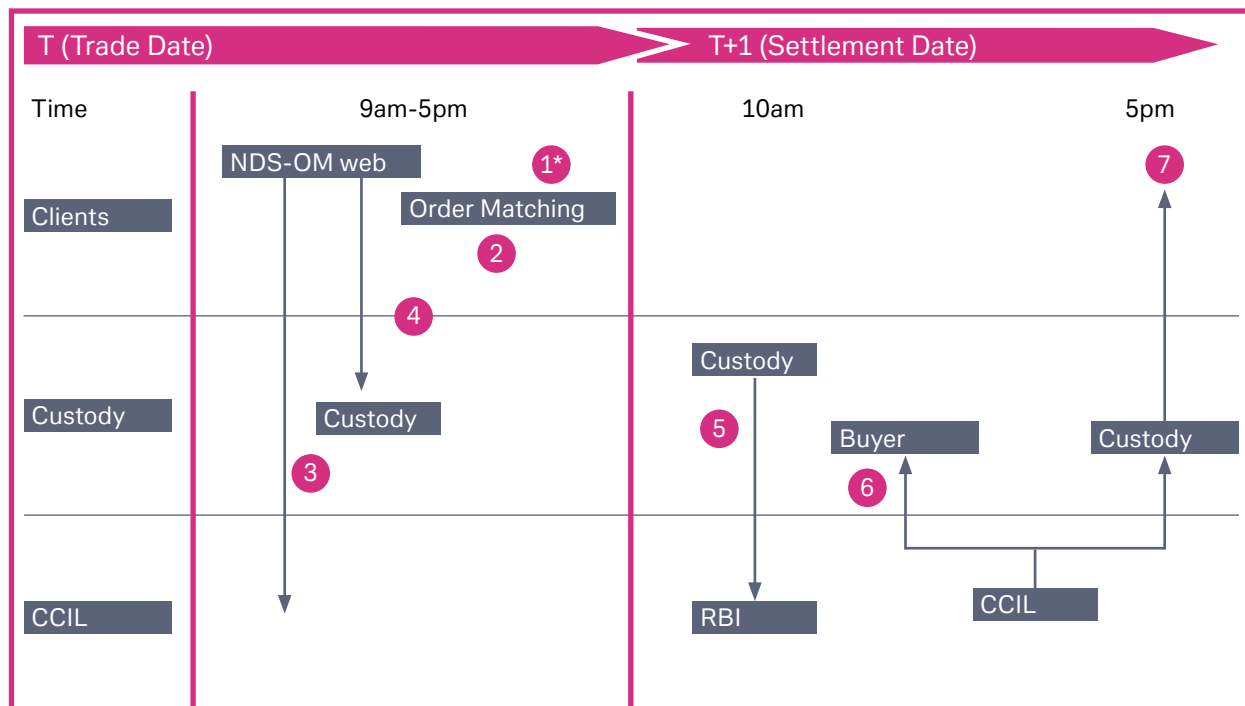 T (Trade Date)
T+1 (Settlement Date)
Time
9am-5pm
10am
5pm
NDS-OM web
1*
7
Clients
Order Matching
2
4
Custody
Custody
Custody
5
Buyer
Custody
3
6
CCIL
RBI
CCIL